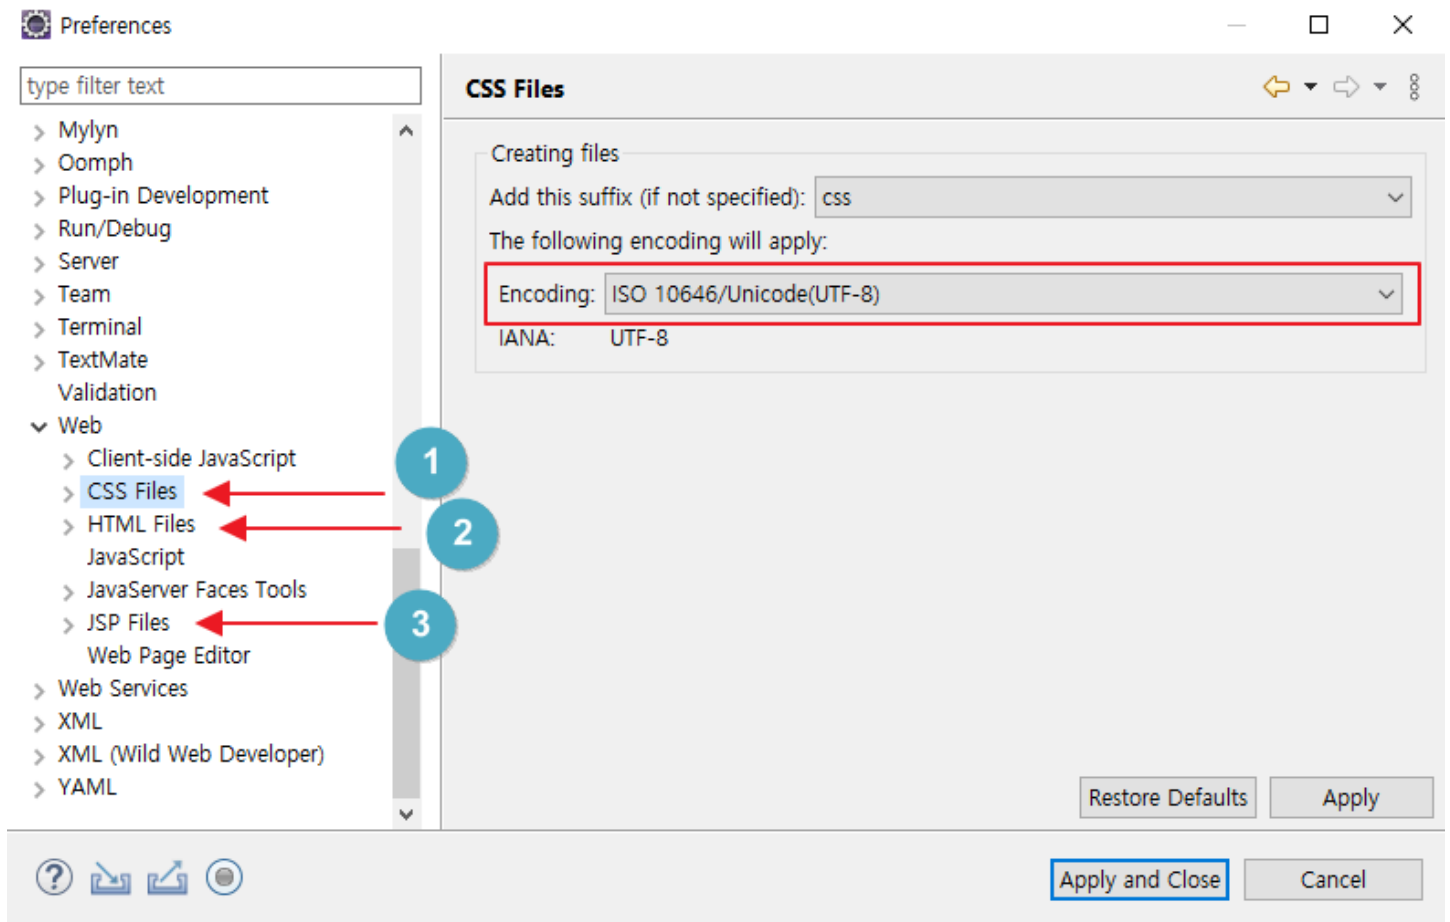 Preferences
type filter text
Mylyn
Oomph
Plug-in Development
Run/Debug
Server
Team
Terminal
TextMate
Validation
Web
Client-side JavaScript
CSS Files
HTML Files
JavaScript
JavaServer Faces Tools
JSP Files
Web Page Editor
Web Services
XML
XML (Wild Web Developer)
YAML
1
2
3
CSS Files
Creating files
Add this suffix (if not specified): css
The following encoding will apply:
Encoding: ISO 10646/Unicode(UTF-8)
IANA: UTF-8
Restore Defaults Apply
? Apply and Close Cancel